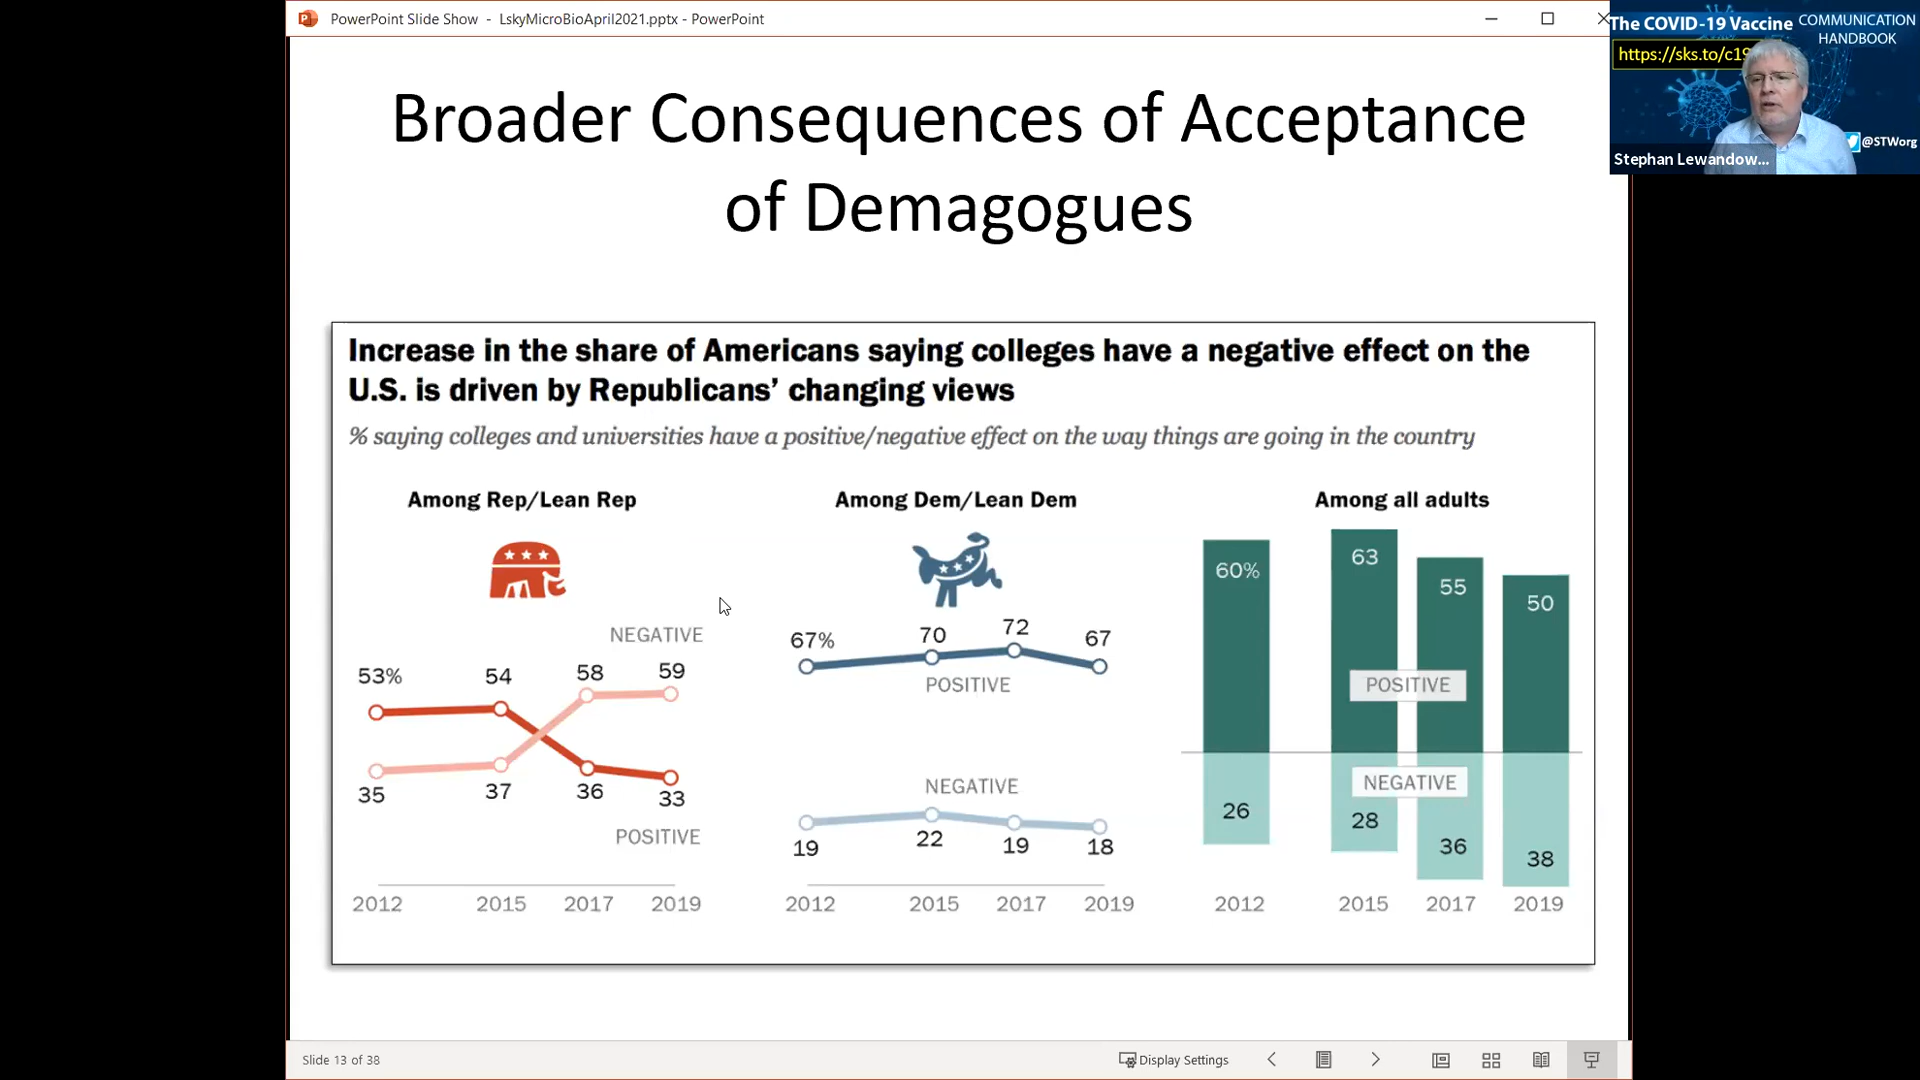 PowerPoint Slide Show - LskyMicroBioApril2021.pptx - PowerPoint
The COVID-19 Vaccine COMMUNICATION
HANDBOOK
https://sks.to/c19
@STWorg
Stephan Lewandow...
Broader Consequences of Acceptance
of Demagogues
Increase in the share of Americans saying colleges have a negative effect on the
U.S. is driven by Republicans’ changing views
% saying colleges and universities have a positive/negative effect on the way things are going in the country
Among Rep/Lean Rep
NEGATIVE
53% 54 58 59
35 37 36 33
POSITIVE
2012 2015 2017 2019
Among Dem/Lean Dem
67% 70 72 67
POSITIVE
NEGATIVE
19 22 19 18
2012 2015 2017 2019
Among all adults
60% 63 55 50
POSITIVE
NEGATIVE
26 28 36 38
2012 2015 2017 2019
Slide 13 of 38
Display Settings